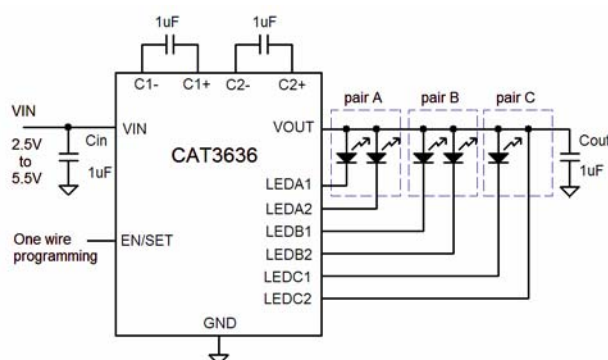 1uF
1uF
C1-
C1+
C2-
C2+
pair A
pair B
pair C
VIN
VIN
VOUT
2.5V
to
5.5V
Cin
1uF
CAT3636
Cout
1uF
LEDA1
LEDA2
LEDB1
LEDB2
LEDC1
LEDC2
One wire
programming
EN/SET
GND